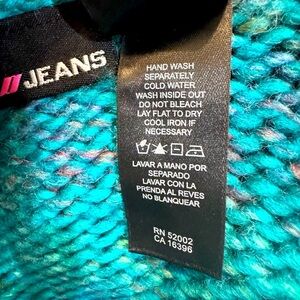 JEANS
HAND WASH
SEPARATELY
COLD WATER
WASH INSIDE OUT
DO NOT BLEACH
LAY FLAT TO DRY
COOL IRON IF
NECESSARY
LAVAR A MANO POR
SEPARADO
LAVAR CON LA
PRENDA AL REVES
NO BLANQUEAR
RN 52002
CA 16396